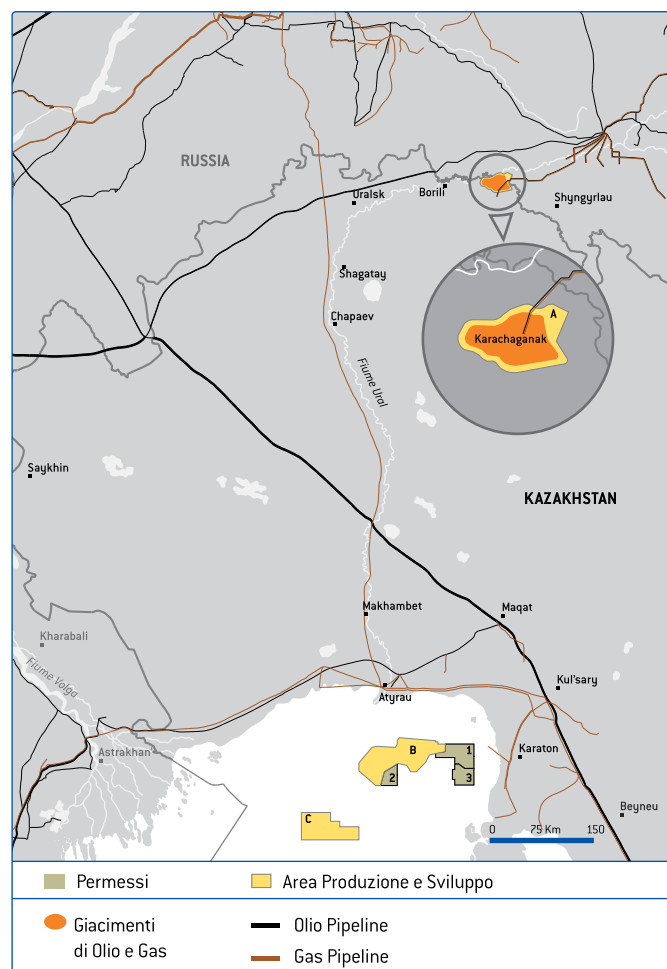 RUSSIA
Uralsk
Borili
Shyngyrlau
Shagatay
A
Karachaganak
Chapaev
Fiume Ural
Saykhin
KAZAKHSTAN
Makhambet
Maqat
Kharabali
Fiume Volga
Kul'sary
Atyrau
Astrakhan
B
1
2
3
Karaton
C
0 75 Km 150
Beyneu
Permessi
Area Produzione e Sviluppo
Giacimenti
di Olio e Gas
Olio Pipeline
Gas Pipeline